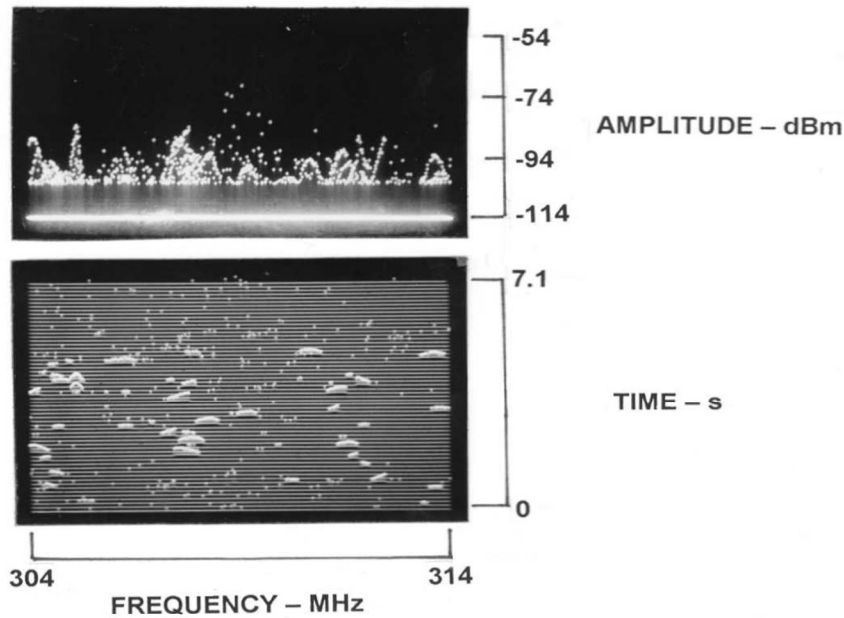 -54
-74
-94
-114
AMPLITUDE – dBm
7.1
0
TIME – s
304
314
FREQUENCY – MHz